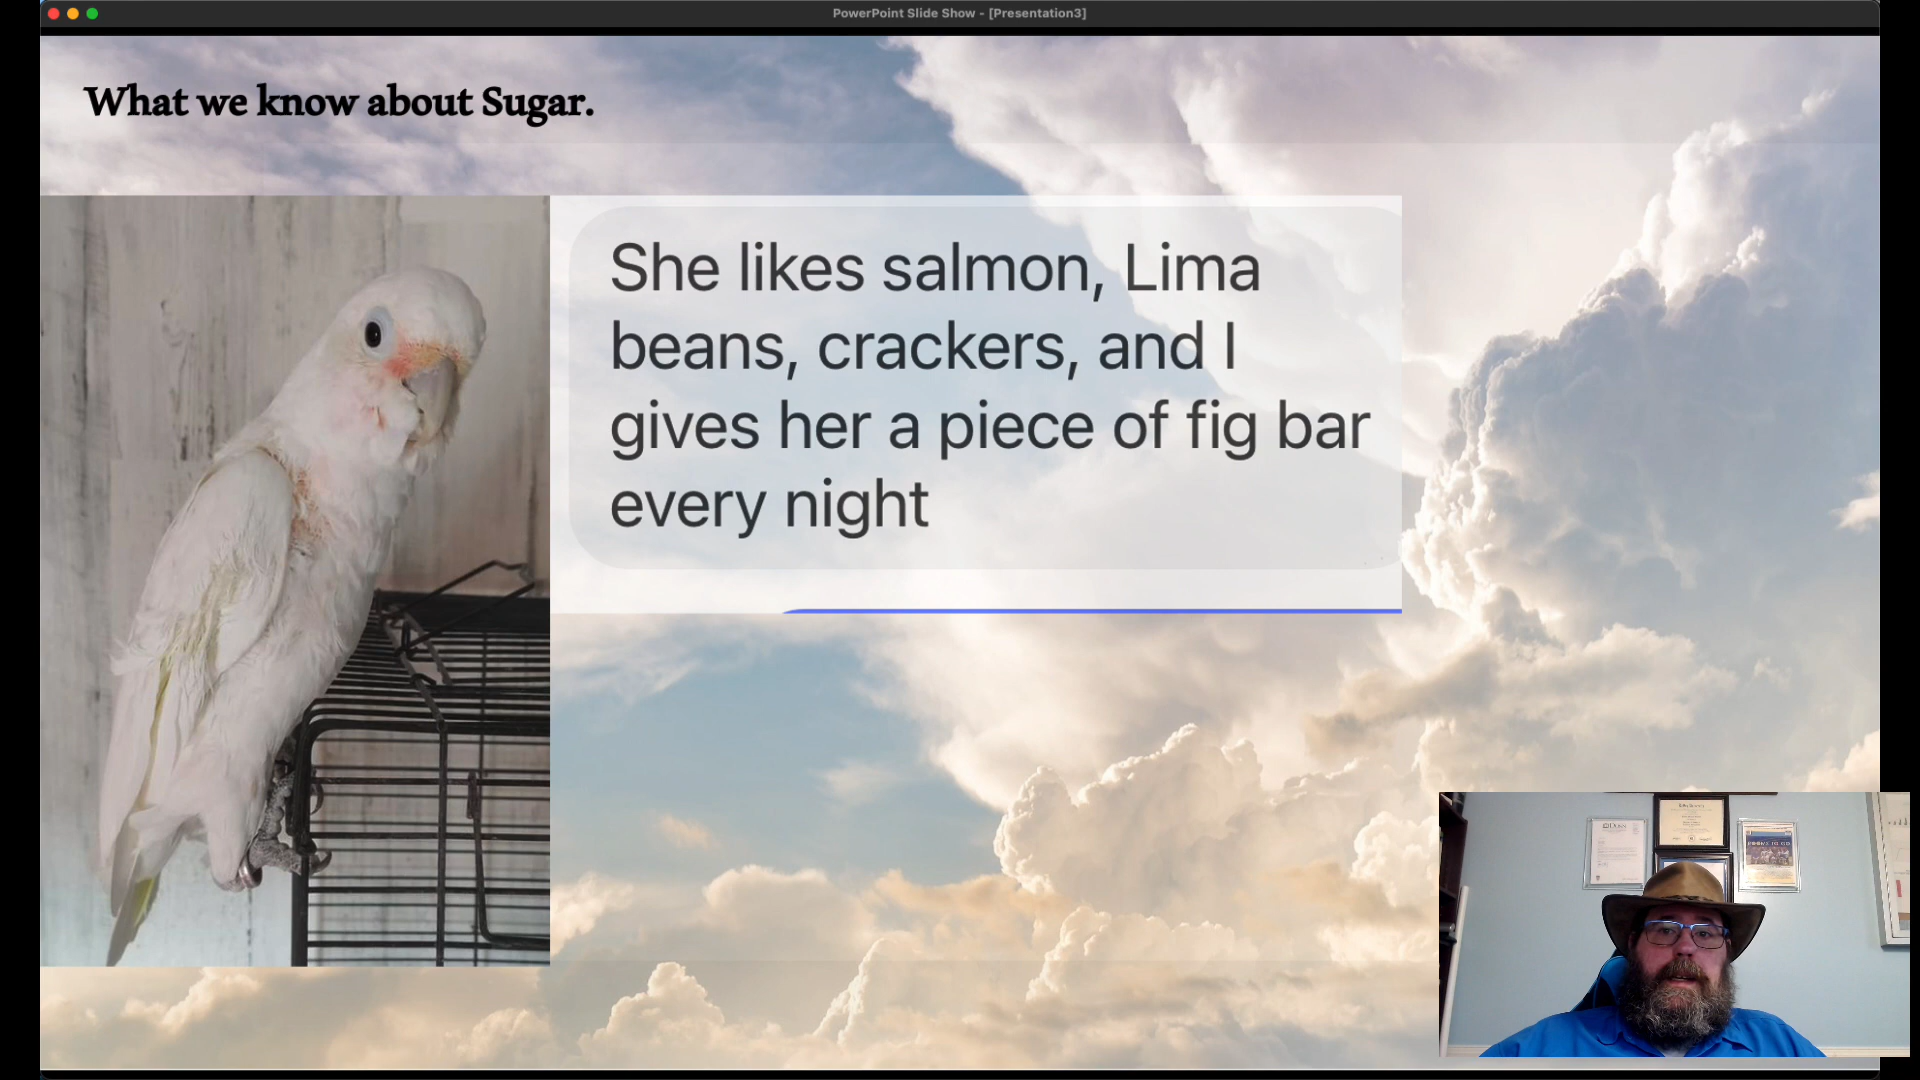 PowerPoint Slide Show - [Presentation3]
What we know about Sugar.
She likes salmon, Lima
beans, crackers, and I
gives her a piece of fig bar
every night